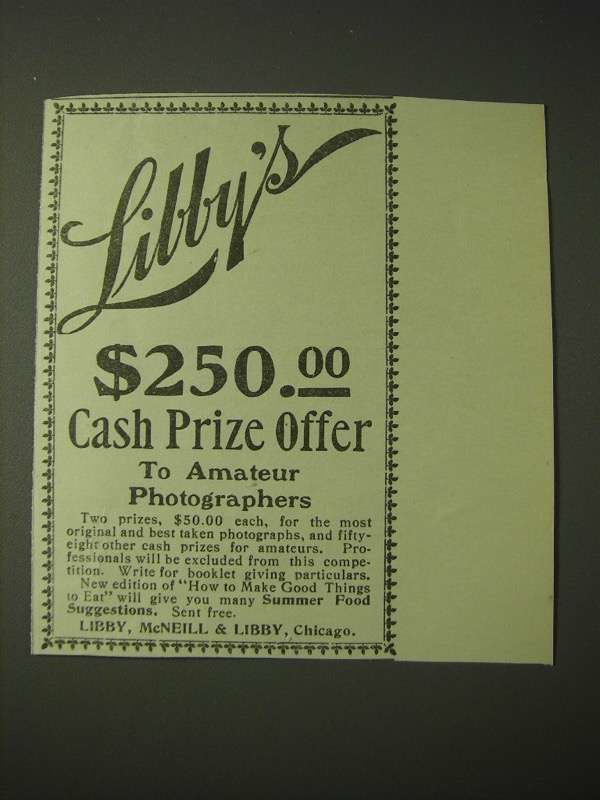 Libby's
$250.00
Cash Prize Offer
To Amateur
Photographers
Two prizes, $50.00 each, for the most
original and best taken photographs, and fifty-
eight other cash prizes for amateurs. Pro-
fessionals will be excluded from this compe-
tition. Write for booklet giving particulars.
New edition of "How to Make Good Things
to Eat" will give you many Summer Food
Suggestions. Sent free.
LIBBY, McNEILL & LIBBY, Chicago.